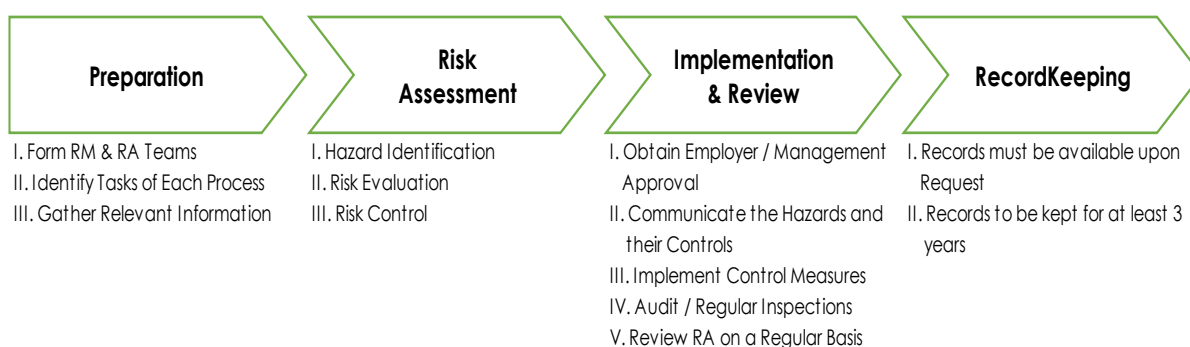 Preparation
I. Form RM & RA Teams
II. Identify Tasks of Each Process
III. Gather Relevant Information
Risk
Assessment
I. Hazard Identification
II. Risk Evaluation
III. Risk Control
Implementation
& Review
I. Obtain Employer / Management
Approval
II. Communicate the Hazards and
their Controls
III. Implement Control Measures
IV. Audit / Regular Inspections
V. Review RA on a Regular Basis
RecordKeeping
I. Records must be available upon
Request
II. Records to be kept for at least 3
years